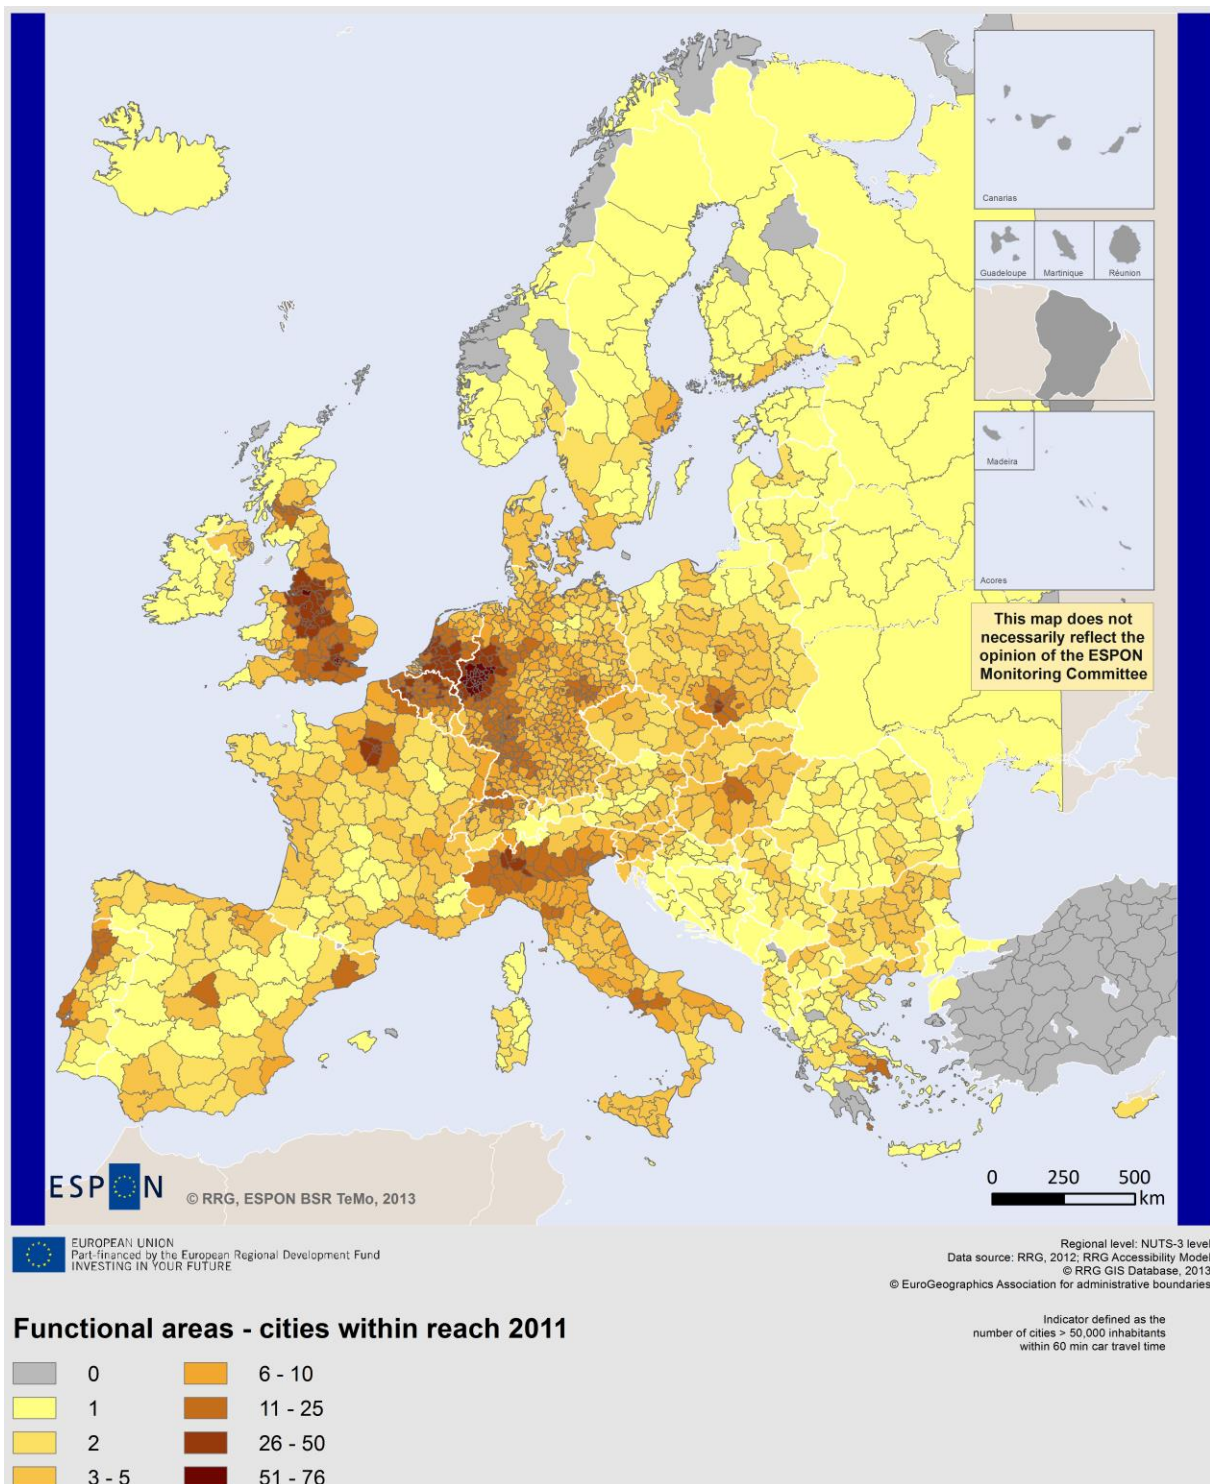 Canarias
Guadeloupe
Martinique
Réunion
Madeira
Acores
This map does not
necessarily reflect the
opinion of the ESPON
Monitoring Committee
ESPON
© RRG, ESPON BSR TeMo, 2013
0 250 500
km
EUROPEAN UNION
Part-financed by the European Regional Development Fund
INVESTING IN YOUR FUTURE
Regional level: NUTS-3 level
Data source: RRG, 2012; RRG Accessibility Model
© RRG GIS Database, 2013
© EuroGeographics Association for administrative boundaries
Functional areas - cities within reach 2011
Indicator defined as the
number of cities > 50,000 inhabitants
within 60 min car travel time
0
1
2
3 - 5
6 - 10
11 - 25
26 - 50
51 - 76